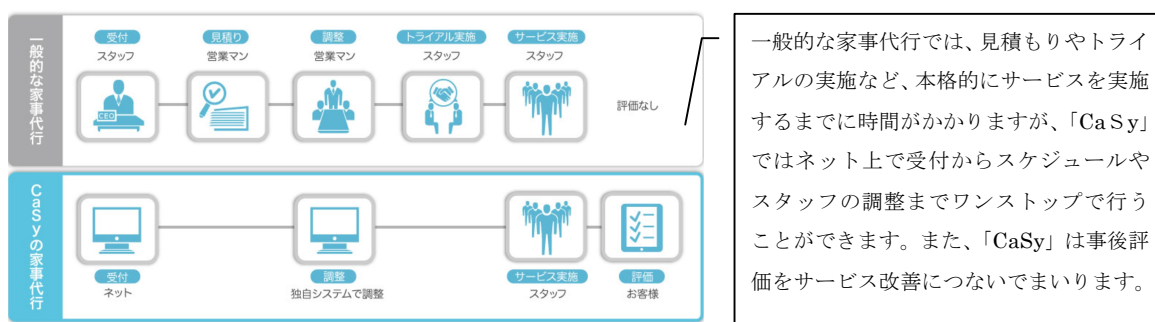 一般的な家事代行
受付
スタッフ
見積り
営業マン
調整
営業マン
トライアル実施
スタッフ
サービス実施
スタッフ
CEO
評価なし
CaSyの家事代行
受付
ネット
調整
独自システムで調整
サービス実施
スタッフ
評価
お客様
一般的な家事代行では、見積もりやトライ
アルの実施など、本格的にサービスを実施
するまでに時間がかかりますが、「CaＳy」
ではネット上で受付からスケジュールや
スタッフの調整までワンストップで行う
ことができます。また、「CaSy」は事後評
価をサービス改善につないでまいります。